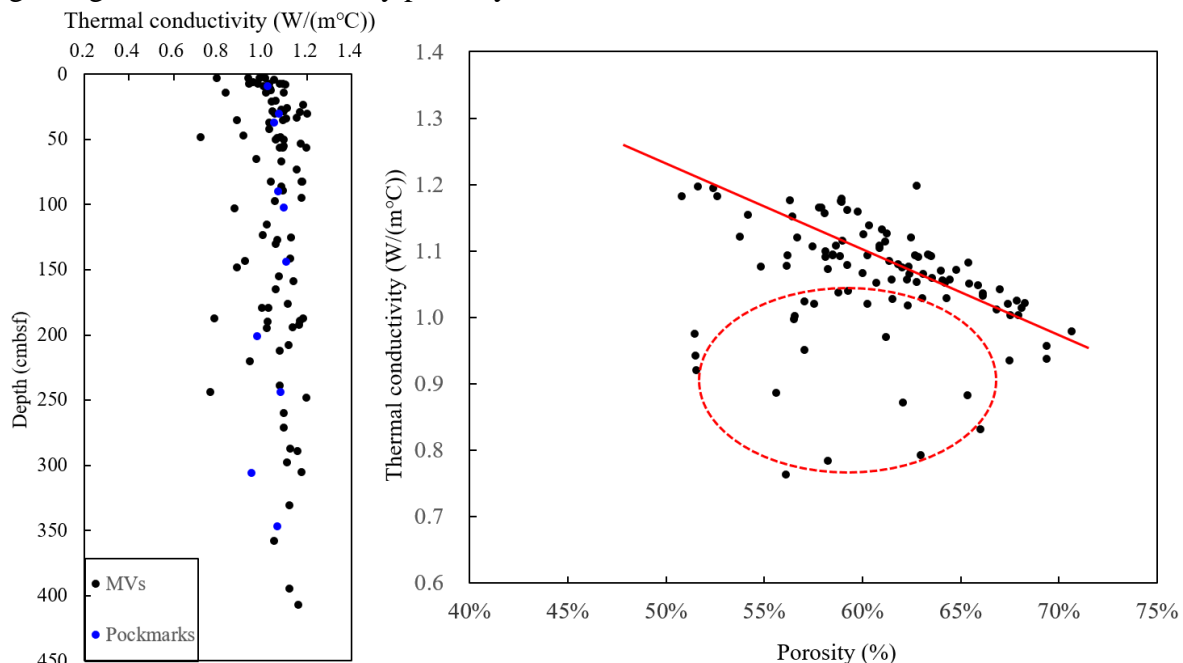 Thermal conductivity (W/(m°C))
0.2 0.4 0.6 0.8 1.0 1.2 1.4
0
50
100
150
200
250
300
350
400
450
Depth (cmbsf)
MVs
Pockmarks
Thermal conductivity (W/(m°C))
1.4
1.3
1.2
1.1
1.0
0.9
0.8
0.7
0.6
40% 45% 50% 55% 60% 65% 70% 75%
Porosity (%)